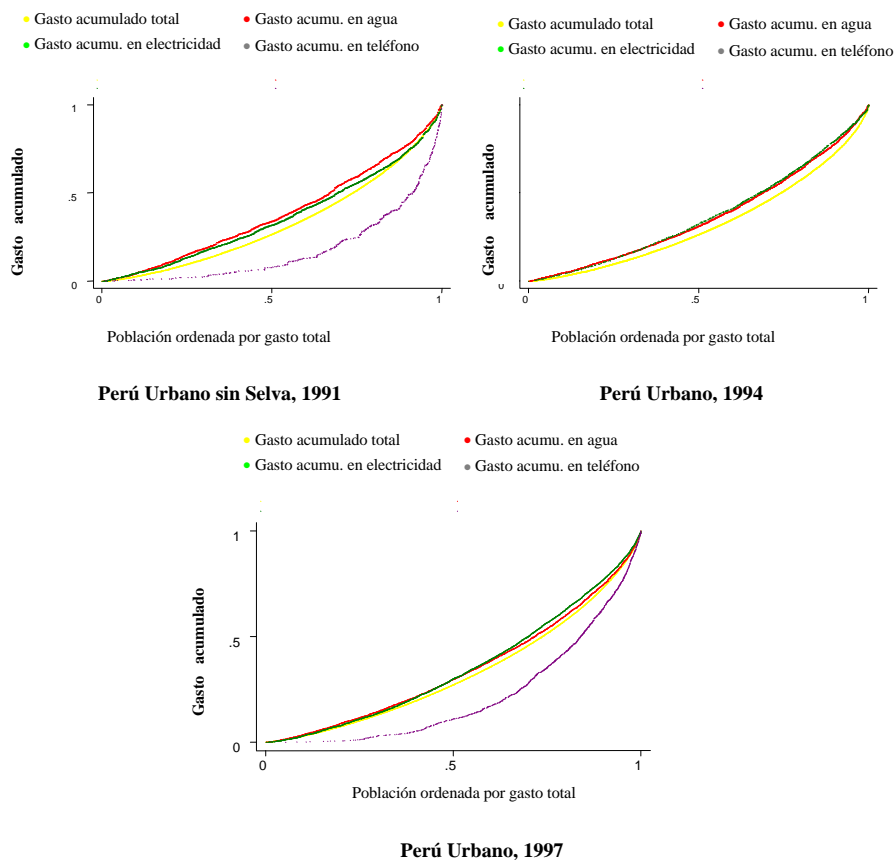 Gasto acumulado total
Gasto acumu. en agua
Gasto acumu. en electricidad
Gasto acumu. en teléfono
Gasto acumulado
1
.5
0
0
.5
1
Población ordenada por gasto total
Perú Urbano sin Selva, 1991
Gasto acumulado total
Gasto acumu. en agua
Gasto acumu. en electricidad
Gasto acumu. en teléfono
Gasto acumulado
1
.5
0
0
.5
1
Población ordenada por gasto total
Perú Urbano, 1994
Gasto acumulado total
Gasto acumu. en agua
Gasto acumu. en electricidad
Gasto acumu. en teléfono
Gasto acumulado
1
.5
0
0
.5
1
Población ordenada por gasto total
Perú Urbano, 1997